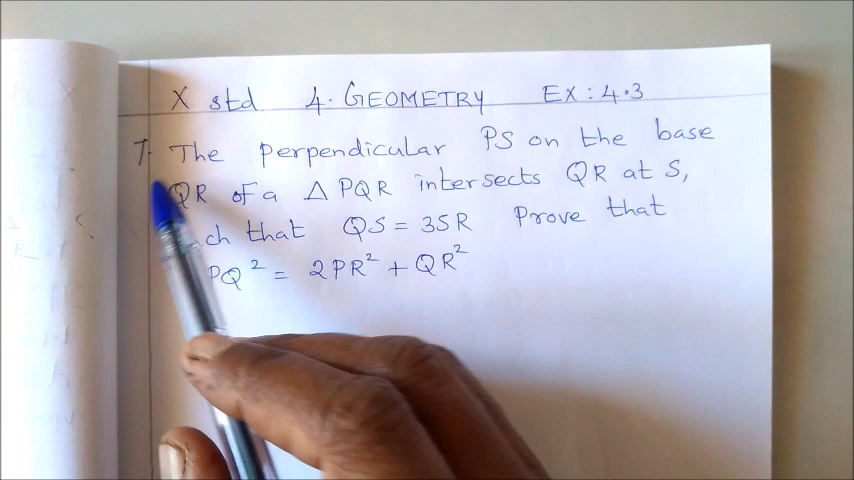 X std 4. GEOMETRY EX: 4.3
7. The perpendicular PS on the base
QR of a Δ PQR intersects QR at S,
that QS = 3SR Prove that
PQ² = 2PR² + QR²